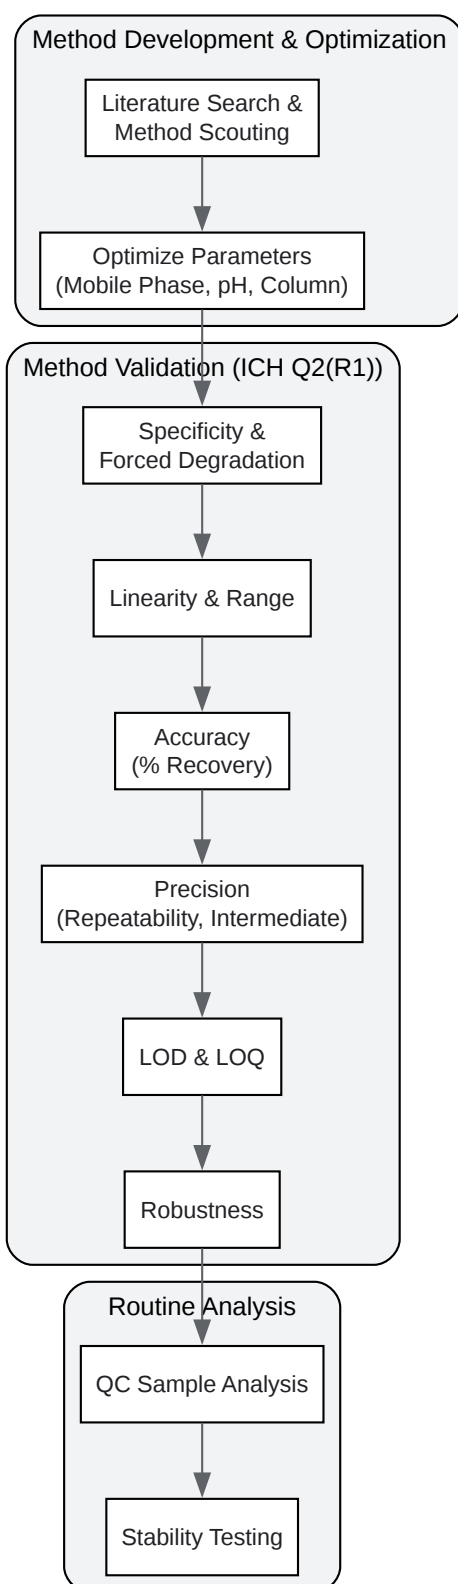 Method Development & Optimization
Literature Search &
Method Scouting
Optimize Parameters
(Mobile Phase, pH, Column)
Method Validation (ICH Q2(R1))
Specificity &
Forced Degradation
Linearity & Range
Accuracy
(% Recovery)
Precision
(Repeatability, Intermediate)
LOD & LOQ
Robustness
Routine Analysis
QC Sample Analysis
Stability Testing